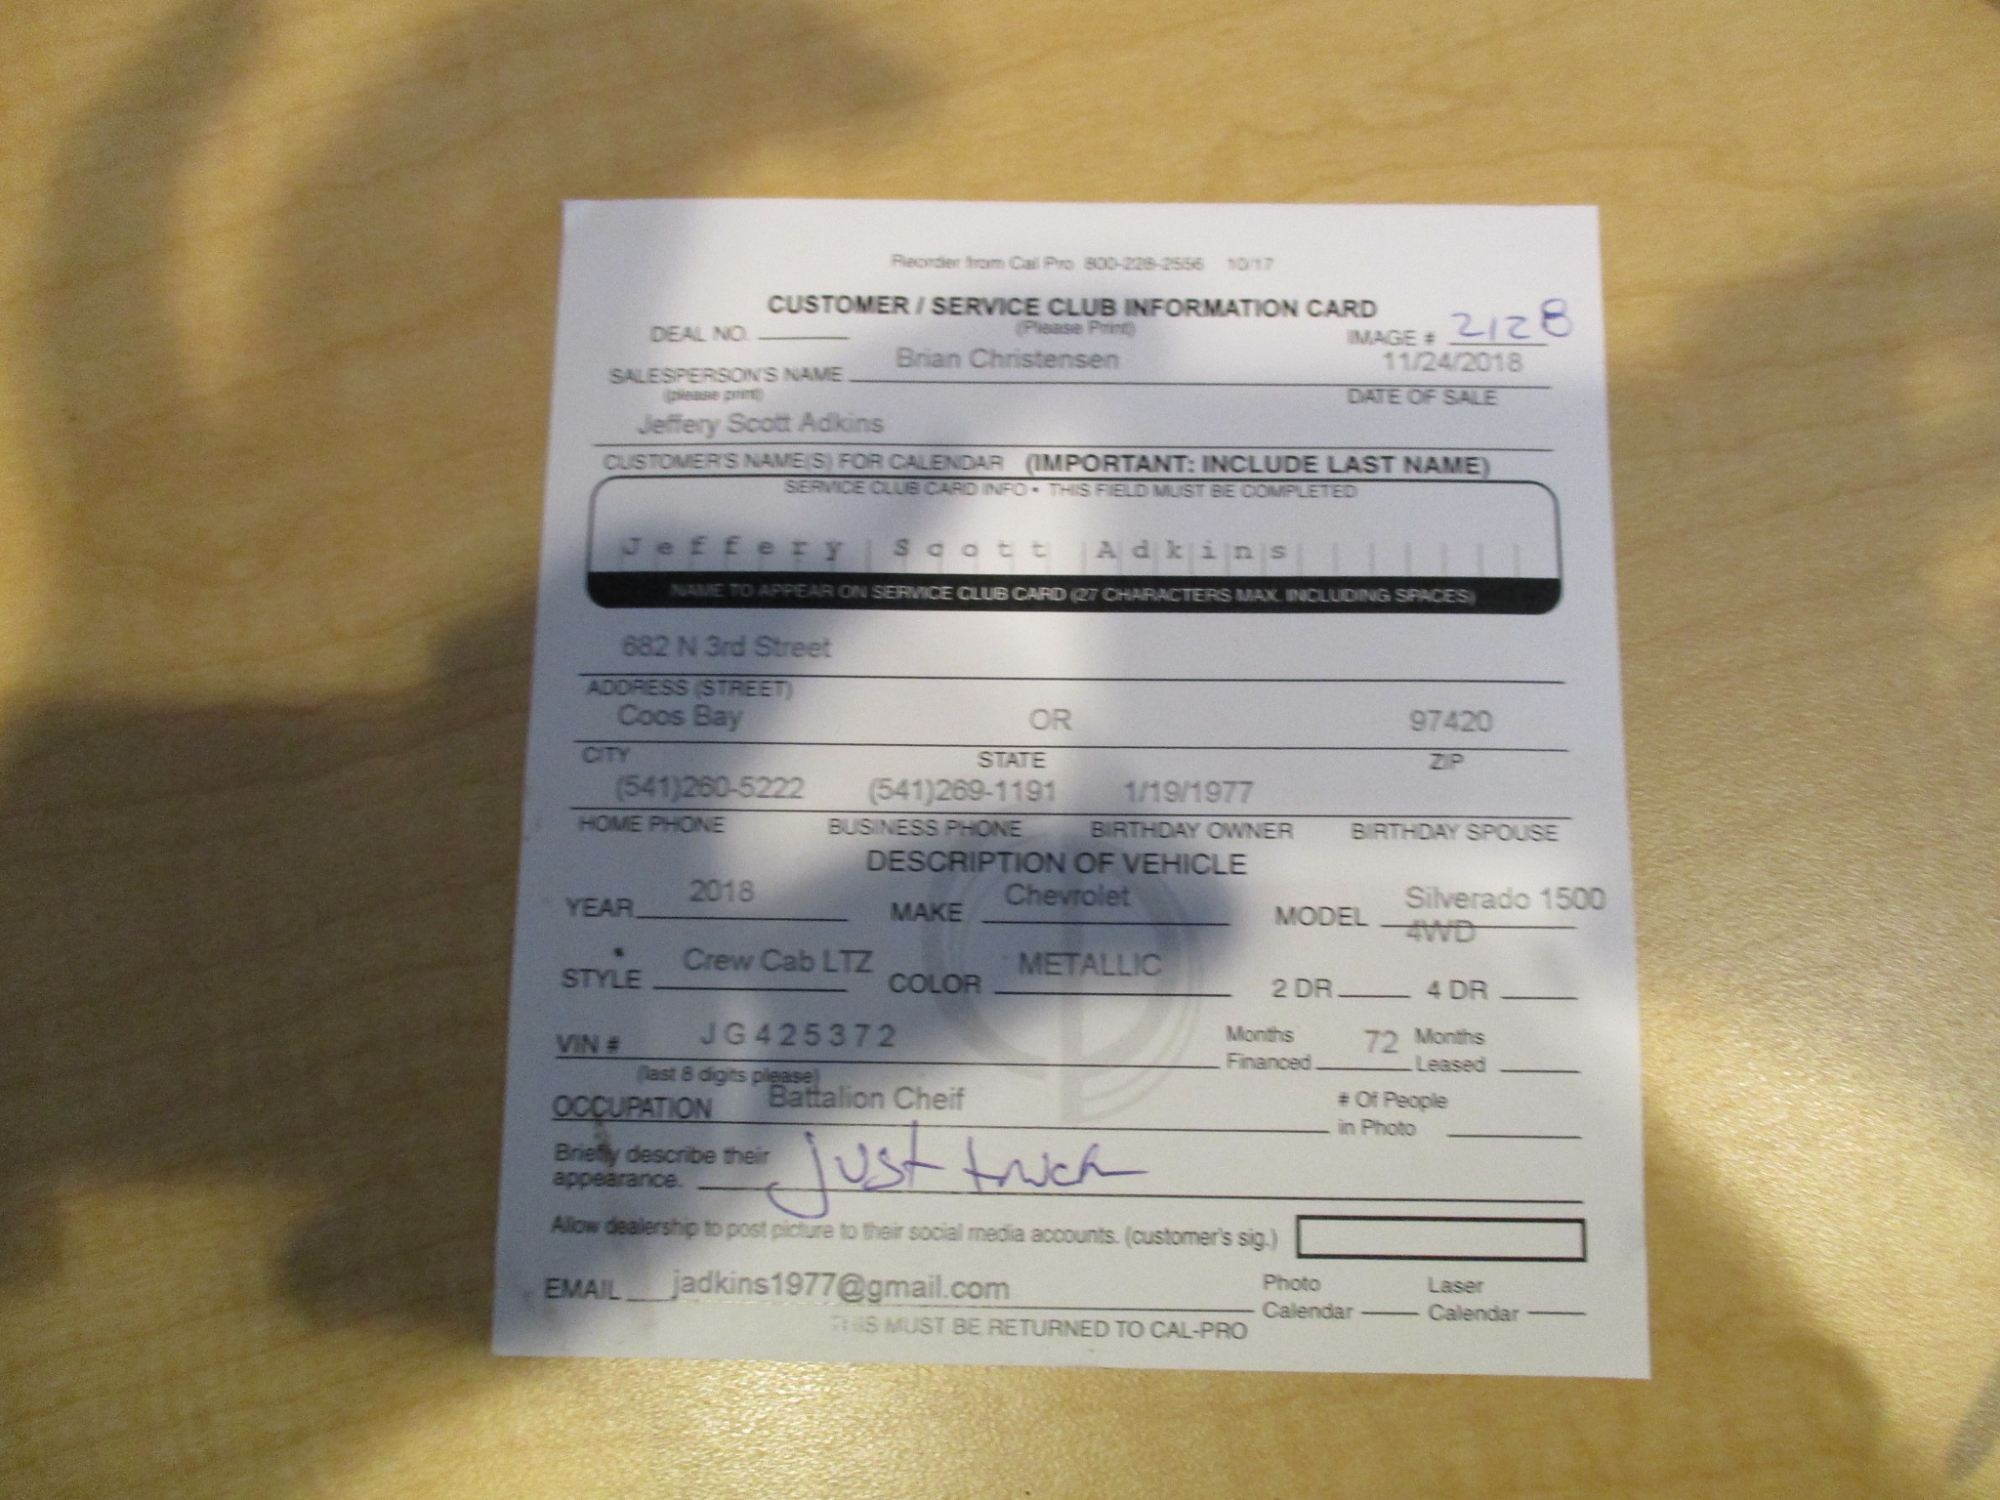 Reorder from Cal Pro 800-228-2556 10/17
CUSTOMER / SERVICE CLUB INFORMATION CARD
(Please Print)
DEAL NO.
IMAGE # 2128
SALESPERSON'S NAME Brian Christensen 11/24/2018
(please print) DATE OF SALE
Jeffery Scott Adkins
CUSTOMER'S NAME(S) FOR CALENDAR (IMPORTANT: INCLUDE LAST NAME)
SERVICE CLUB CARD INFO • THIS FIELD MUST BE COMPLETED
Jeffery Scott Adkins
NAME TO APPEAR ON SERVICE CLUB CARD (27 CHARACTERS MAX. INCLUDING SPACES)
682 N 3rd Street
ADDRESS (STREET)
Coos Bay OR 97420
CITY STATE ZIP
(541)260-5222 (541)269-1191 1/19/1977
HOME PHONE BUSINESS PHONE BIRTHDAY OWNER BIRTHDAY SPOUSE
DESCRIPTION OF VEHICLE
YEAR 2018 MAKE Chevrolet MODEL Silverado 1500
4WD
STYLE Crew Cab LTZ COLOR METALLIC 2 DR 4 DR
VIN # JG425372 Months Financed 72 Months Leased
(last 8 digits please)
OCCUPATION Battalion Cheif # Of People in Photo
Briefly describe their appearance. Just truck
Allow dealership to post picture to their social media accounts. (customer's sig.)
EMAIL jadkins1977@gmail.com Photo Calendar Laser Calendar
THIS MUST BE RETURNED TO CAL-PRO